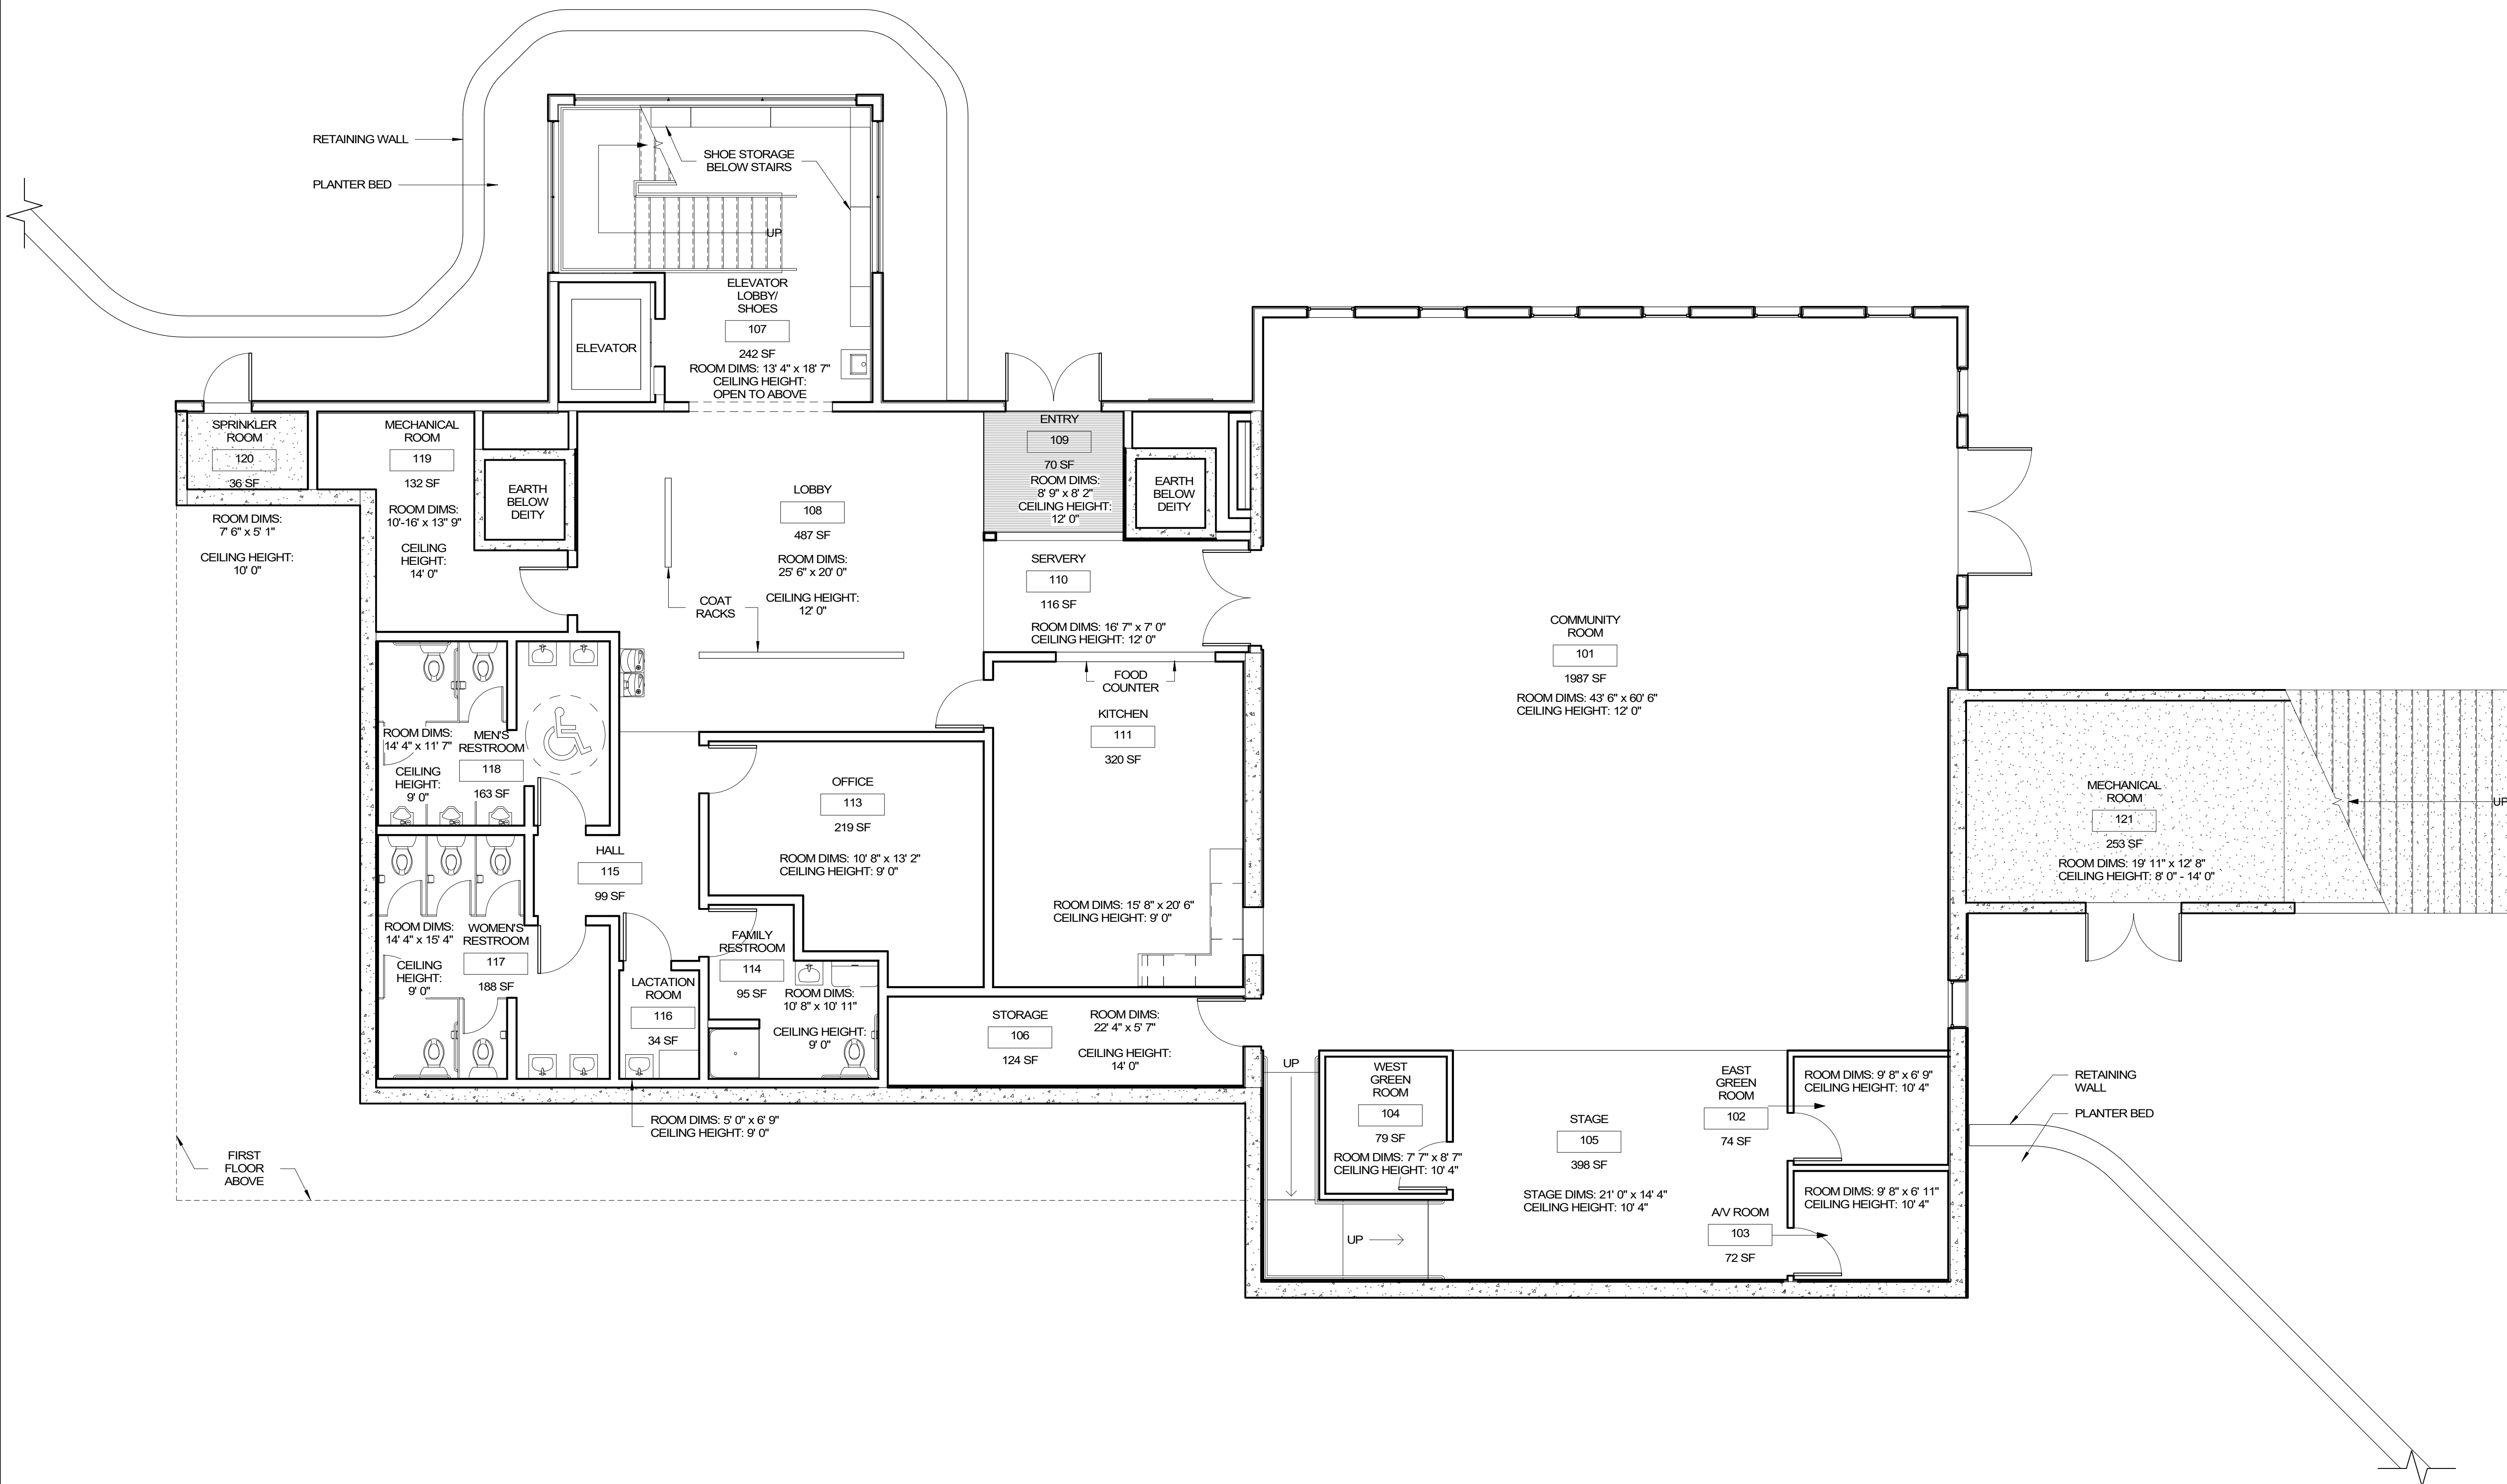 RETAINING WALL
PLANTER BED
SHOE STORAGE
BELOW STAIRS
UP
ELEVATOR
LOBBY/
SHOES
107
242 SF
ROOM DIMS: 13' 4" x 18' 7"
CEILING HEIGHT:
OPEN TO ABOVE
ELEVATOR
SPRINKLER
ROOM
120
36 SF
ROOM DIMS:
7' 6" x 5' 1"
CEILING HEIGHT:
10' 0"
MECHANICAL
ROOM
119
132 SF
ROOM DIMS:
10'-16' x 13" 9"
CEILING
HEIGHT:
14' 0"
EARTH
BELOW
DEITY
LOBBY
108
487 SF
ROOM DIMS:
25' 6" x 20' 0"
CEILING HEIGHT:
12' 0"
COAT
RACKS
ENTRY
109
70 SF
ROOM DIMS:
8' 9" x 8' 2"
CEILING HEIGHT:
12' 0"
EARTH
BELOW
DEITY
SERVERY
110
116 SF
ROOM DIMS: 16' 7" x 7' 0"
CEILING HEIGHT: 12' 0"
FOOD
COUNTER
KITCHEN
111
320 SF
ROOM DIMS: 15' 8" x 20' 6"
CEILING HEIGHT: 9' 0"
COMMUNITY
ROOM
101
1987 SF
ROOM DIMS: 43' 6" x 60' 6"
CEILING HEIGHT: 12' 0"
MECHANICAL
ROOM
121
253 SF
ROOM DIMS: 19' 11" x 12' 8"
CEILING HEIGHT: 8' 0" - 14' 0"
UP
ROOM DIMS:
14' 4" x 11' 7"
CEILING
HEIGHT:
9' 0"
MEN'S
RESTROOM
118
163 SF
OFFICE
113
219 SF
ROOM DIMS: 10' 8" x 13' 2"
CEILING HEIGHT: 9' 0"
HALL
115
99 SF
ROOM DIMS:
14' 4" x 15' 4"
CEILING
HEIGHT:
9' 0"
WOMEN'S
RESTROOM
117
188 SF
LACTATION
ROOM
116
34 SF
ROOM DIMS: 5' 0" x 6' 9"
CEILING HEIGHT: 9' 0"
FAMILY
RESTROOM
114
95 SF
ROOM DIMS:
10' 8" x 10' 11"
CEILING HEIGHT:
9' 0"
STORAGE
106
124 SF
ROOM DIMS:
22' 4" x 5' 7"
CEILING HEIGHT:
14' 0"
UP
WEST
GREEN
ROOM
104
79 SF
ROOM DIMS: 7' 7" x 8' 7"
CEILING HEIGHT: 10' 4"
UP
STAGE
105
398 SF
STAGE DIMS: 21' 0" x 14' 4"
CEILING HEIGHT: 10' 4"
EAST
GREEN
ROOM
102
74 SF
ROOM DIMS: 9' 8" x 6' 9"
CEILING HEIGHT: 10' 4"
A/V ROOM
103
72 SF
ROOM DIMS: 9' 8" x 6' 11"
CEILING HEIGHT: 10' 4"
RETAINING
WALL
PLANTER BED
FIRST
FLOOR
ABOVE